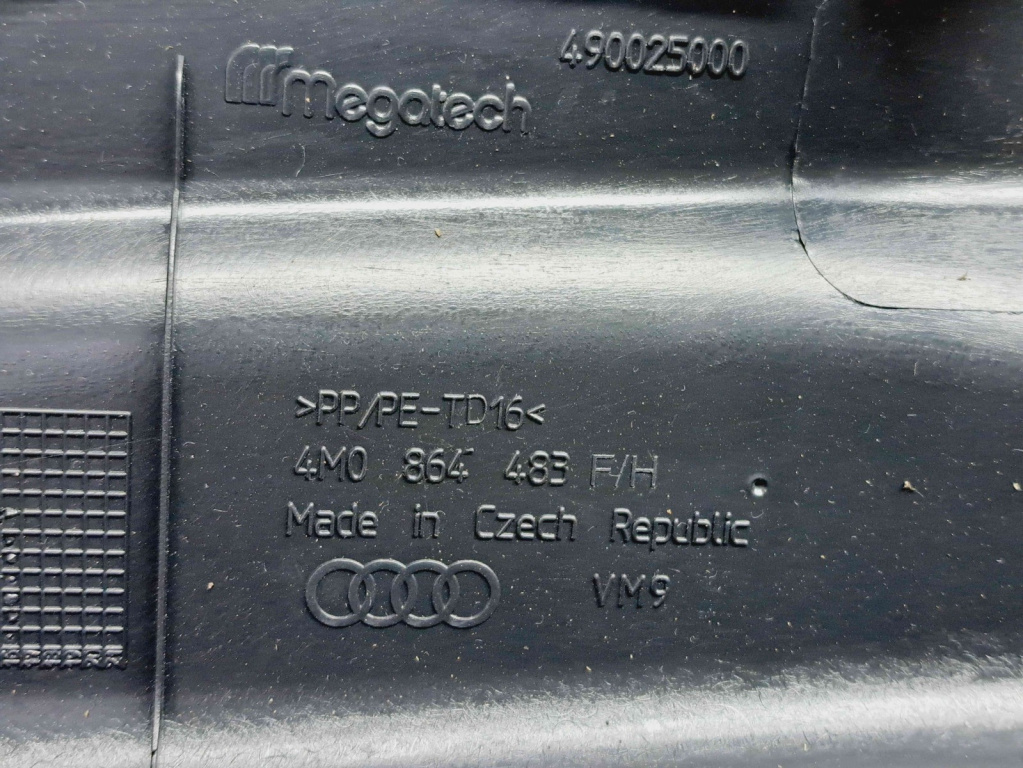 megatech
490025000
>PP/PE-TD16<
4M0 864 483 F/H
Made in Czech Republic
VM9